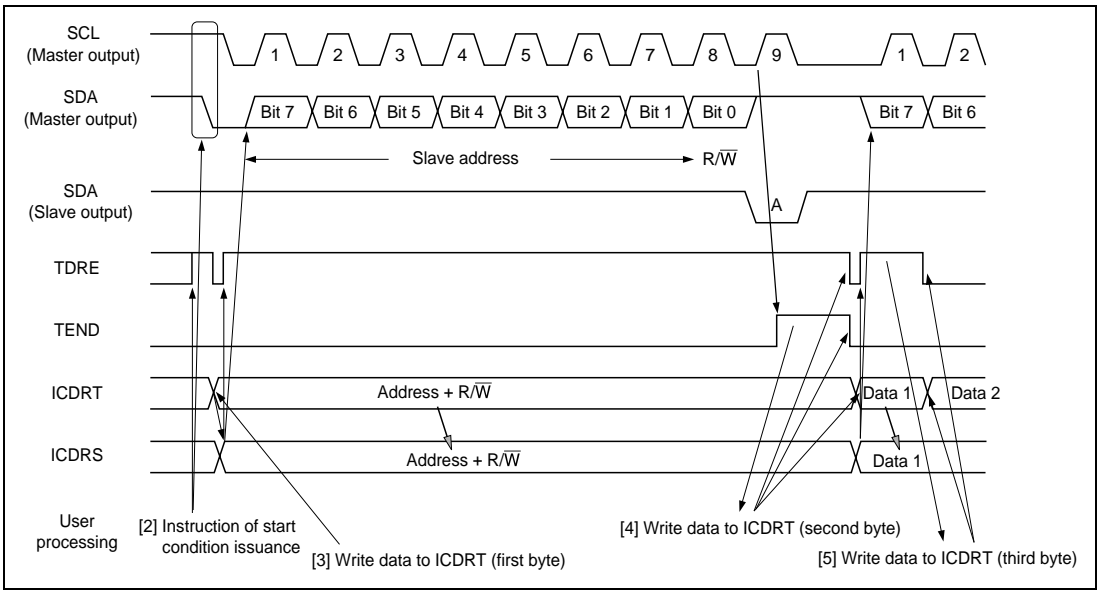 SCL
(Master output)
1 2 3 4 5 6 7 8 9 1 2
SDA
(Master output)
Bit 7 Bit 6 Bit 5 Bit 4 Bit 3 Bit 2 Bit 1 Bit 0 Bit 7 Bit 6
Slave address R/W̅
SDA
(Slave output)
A
TDRE
TEND
ICDRT
Address + R/W̅ Data 1 Data 2
ICDRS
Address + R/W̅ Data 1
User
processing
[2] Instruction of start
condition issuance
[3] Write data to ICDRT (first byte)
[4] Write data to ICDRT (second byte)
[5] Write data to ICDRT (third byte)